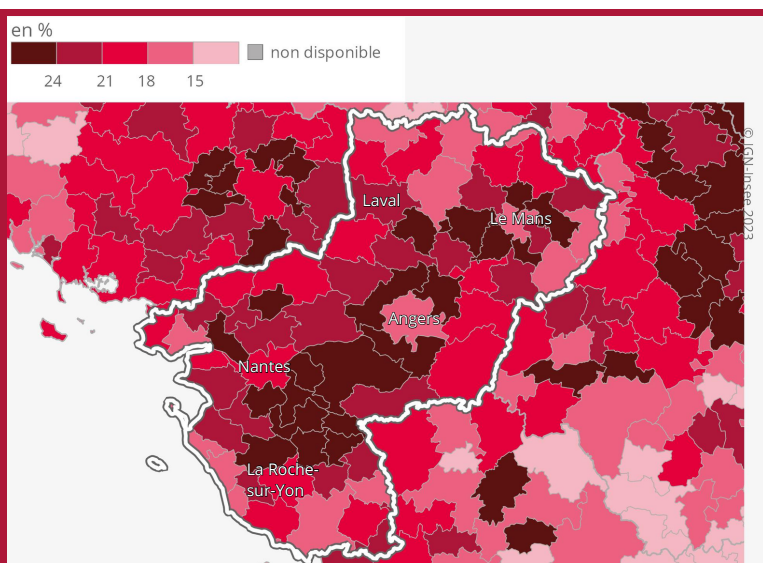 en %
non disponible
24 21 18 15
© IGN-Insee 2023
Laval
Le Mans
Angers
Nantes
La Roche-
sur-Yon